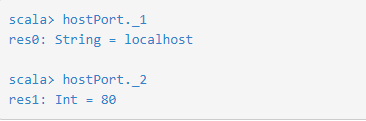 scala> hostPort._1
res0: String = localhost
scala> hostPort._2
res1: Int = 80